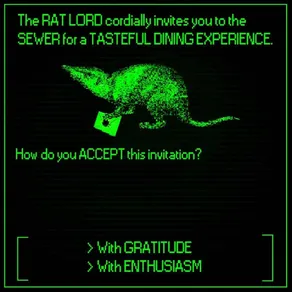 The RAT LORD cordially invites you to the
SEWER for a TASTEFUL DINING EXPERIENCE.
How do you ACCEPT this invitation?
> With GRATITUDE
> With ENTHUSIASM